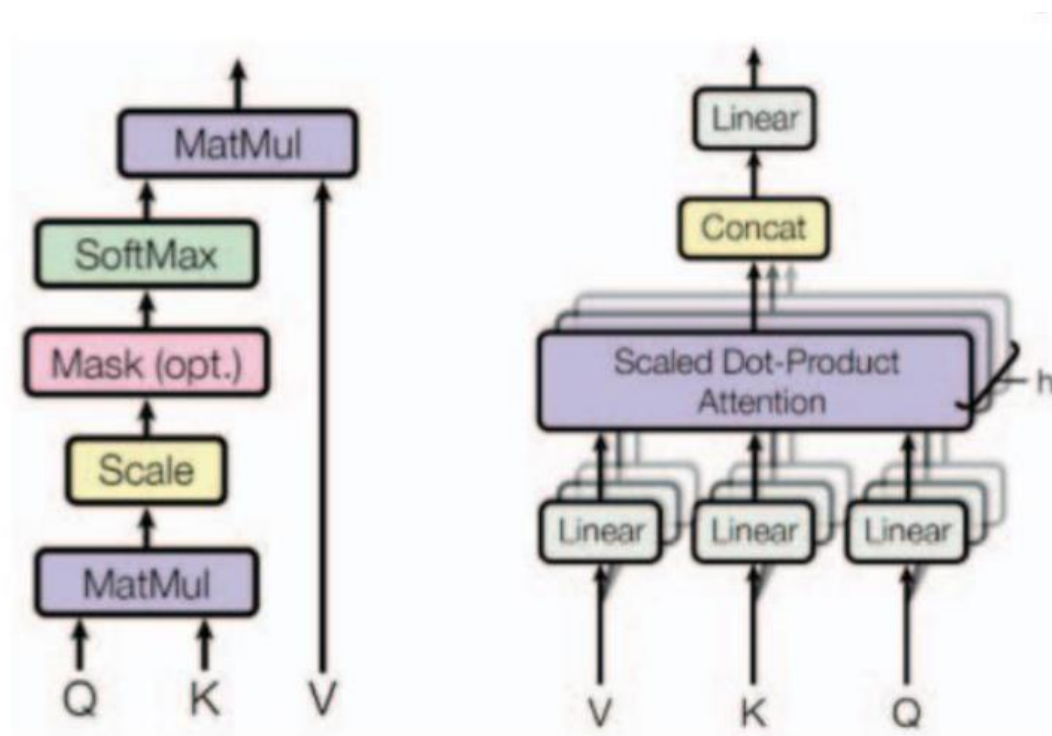 MatMul
SoftMax
Mask (opt.)
Scale
MatMul
Q K V
Linear
Concat
Scaled Dot-Product
Attention
h
Linear Linear Linear
V K Q